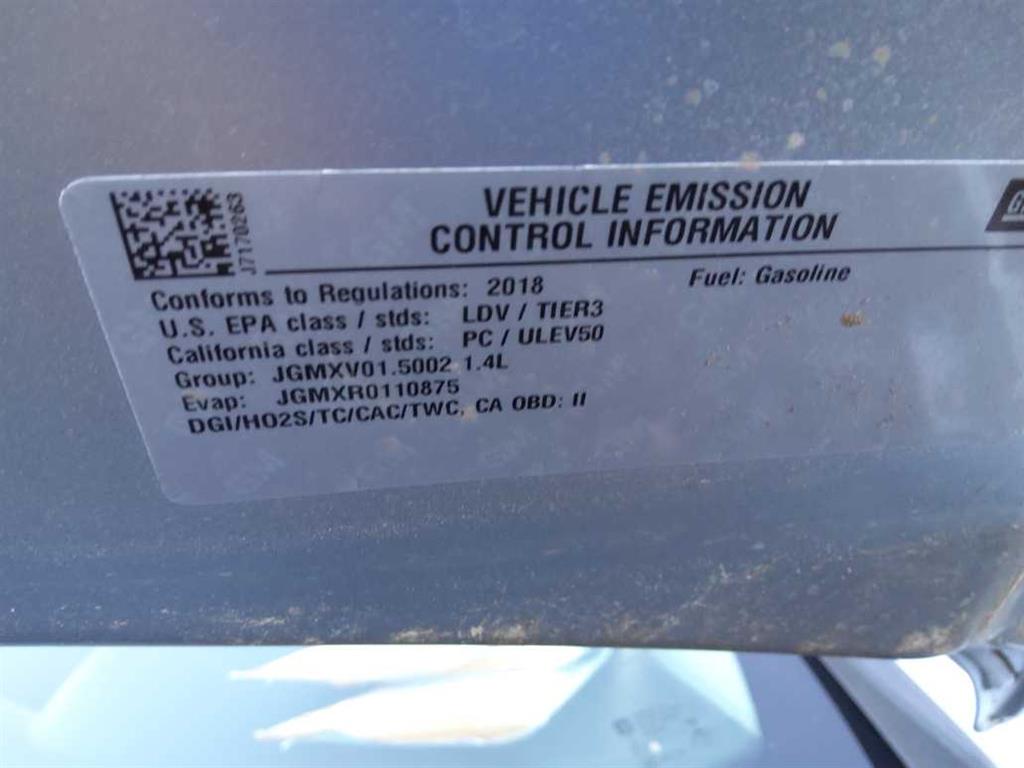 J7170263
VEHICLE EMISSION
CONTROL INFORMATION
Conforms to Regulations: 2018
Fuel: Gasoline
U.S. EPA class / stds: LDV / TIER3
California class / stds: PC / ULEV50
Group: JGMXV01.5002 1.4L
Evap: JGMXR0110875
DGI/HO2S/TC/CAC/TWC, CA OBD: II